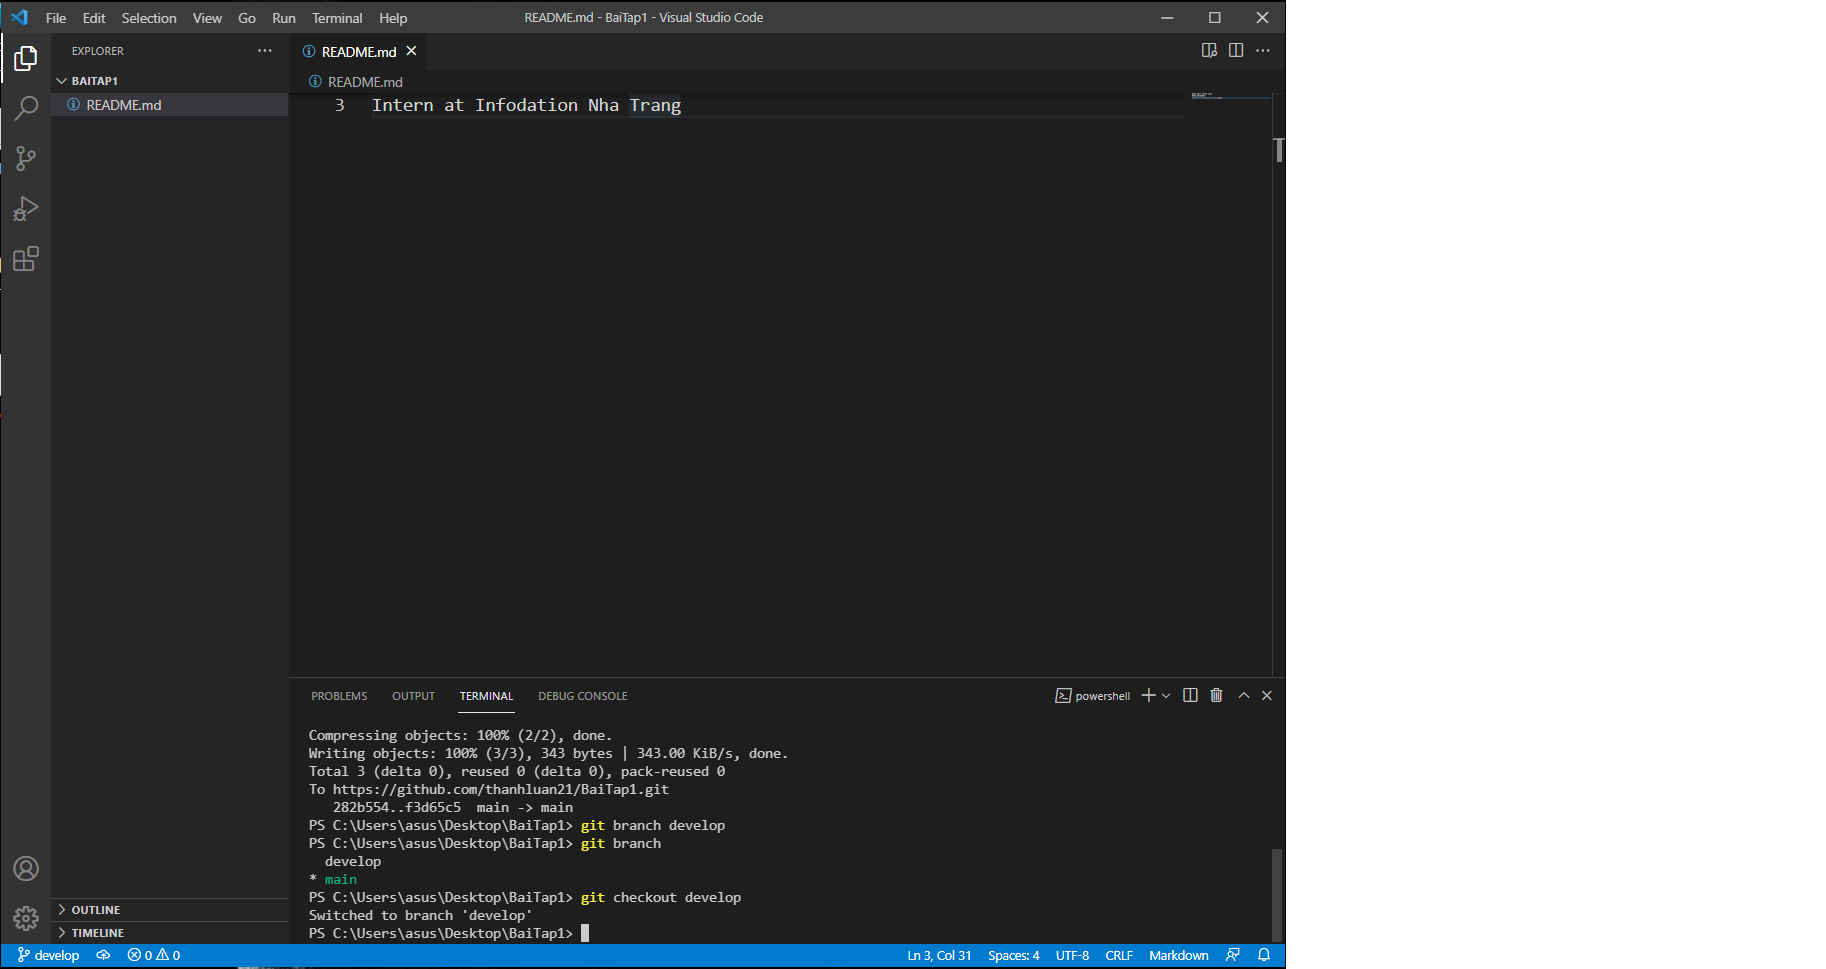 File Edit Selection View Go Run Terminal Help README.md - BaiTap1 - Visual Studio Code
EXPLORER
BAITAP1
README.md
README.md
README.md
3 Intern at Infodation Nha Trang
PROBLEMS OUTPUT TERMINAL DEBUG CONSOLE powershell
Compressing objects: 100% (2/2), done.
Writing objects: 100% (3/3), 343 bytes | 343.00 KiB/s, done.
Total 3 (delta 0), reused 0 (delta 0), pack-reused 0
To https://github.com/thanhluan21/BaiTap1.git
282b554..f3d65c5 main -> main
PS C:\Users\asus\Desktop\BaiTap1> git branch develop
PS C:\Users\asus\Desktop\BaiTap1> git branch
develop
* main
PS C:\Users\asus\Desktop\BaiTap1> git checkout develop
Switched to branch 'develop'
PS C:\Users\asus\Desktop\BaiTap1>
OUTLINE
TIMELINE
develop 0 0 Ln 3, Col 31 Spaces: 4 UTF-8 CRLF Markdown